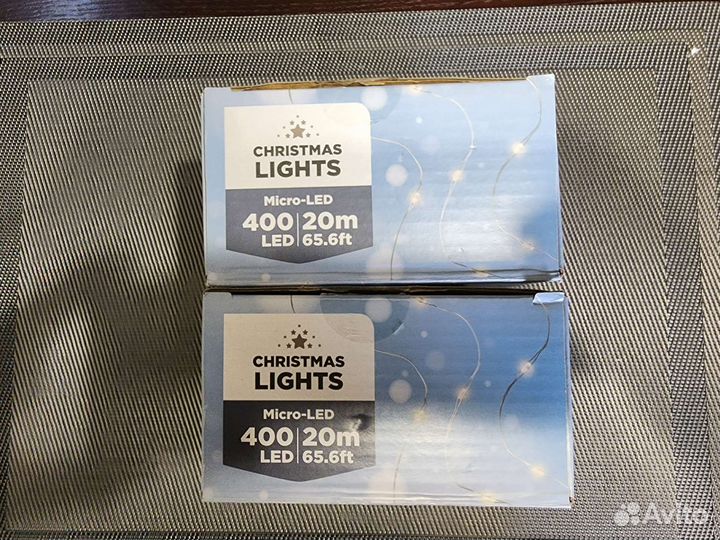 CHRISTMAS
LIGHTS
Micro-LED
400 20m
LED 65.6ft
CHRISTMAS
LIGHTS
Micro-LED
400 20m
LED 65.6ft
Avito